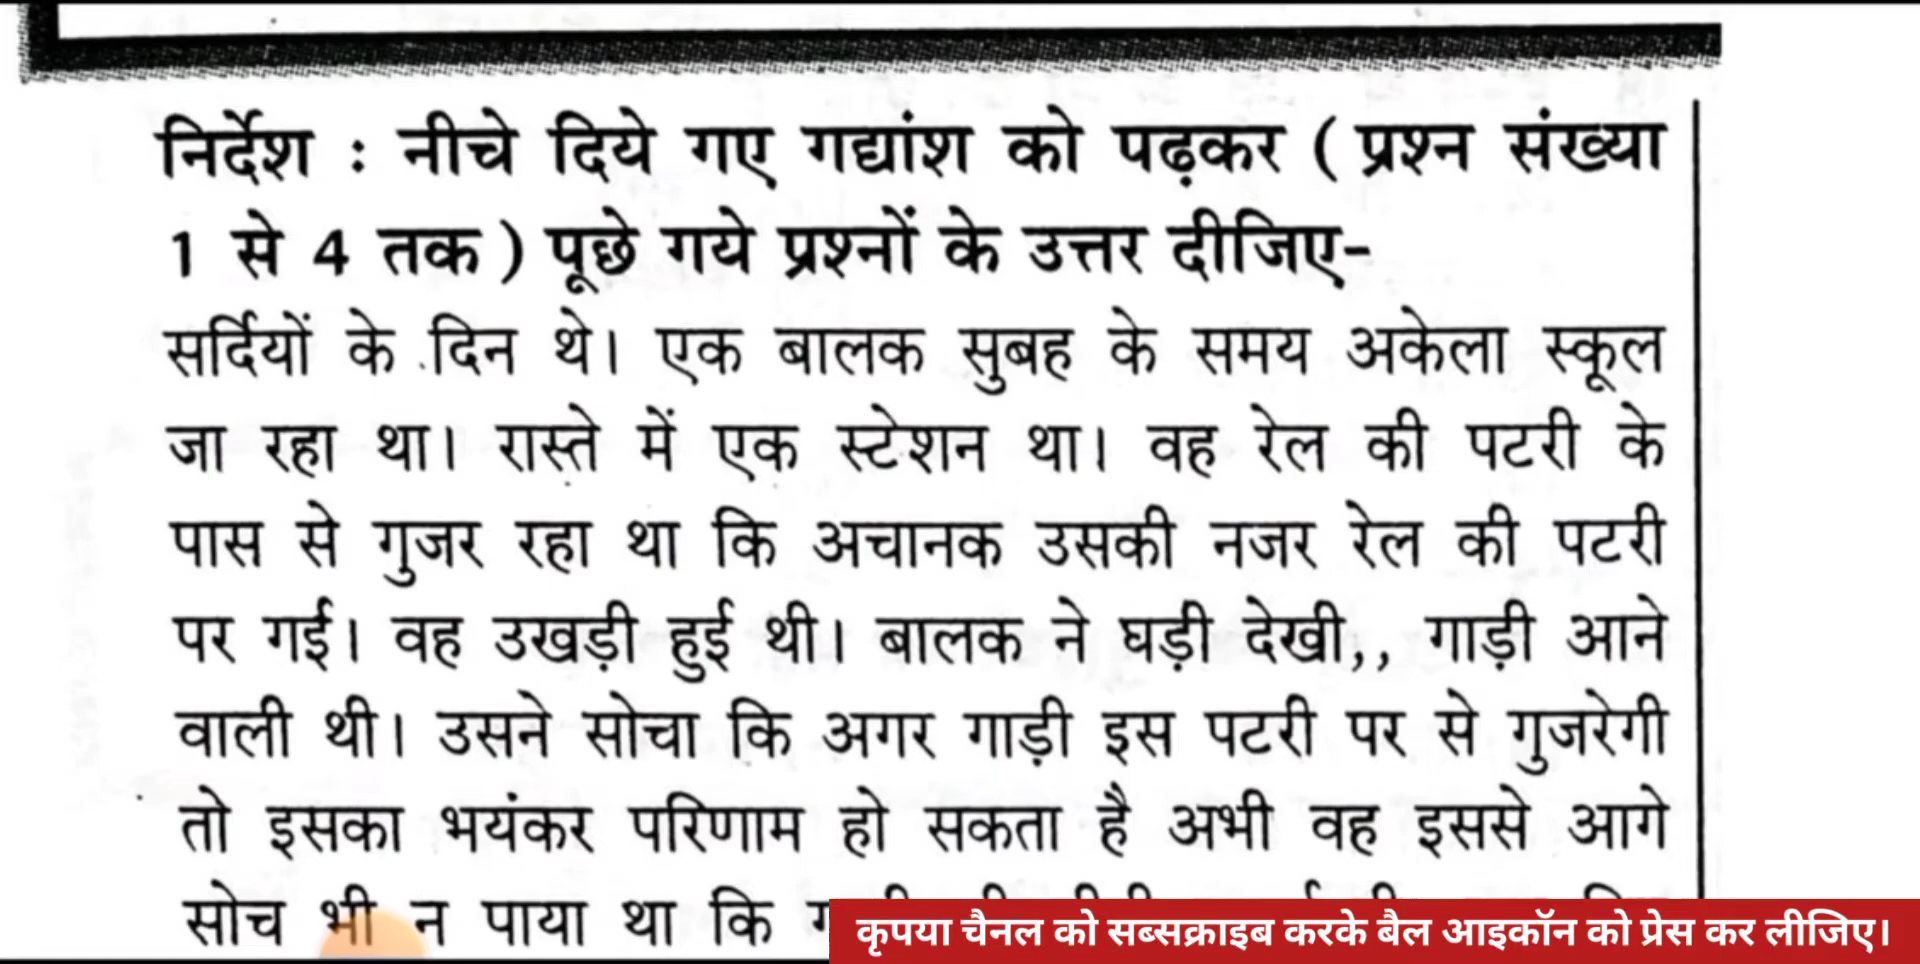 निर्देश : नीचे दिये गए गद्यांश को पढ़कर ( प्रश्न संख्या
1 से 4 तक ) पूछे गये प्रश्नों के उत्तर दीजिए-
सर्दियों के दिन थे। एक बालक सुबह के समय अकेला स्कूल
जा रहा था। रास्ते में एक स्टेशन था। वह रेल की पटरी के
पास से गुजर रहा था कि अचानक उसकी नजर रेल की पटरी
पर गई। वह उखड़ी हुई थी। बालक ने घड़ी देखी,, गाड़ी आने
वाली थी। उसने सोचा कि अगर गाड़ी इस पटरी पर से गुजरेगी
तो इसका भयंकर परिणाम हो सकता है अभी वह इससे आगे
सोच भी न पाया था कि
कृपया चैनल को सब्सक्राइब करके बैल आइकॉन को प्रेस कर लीजिए।